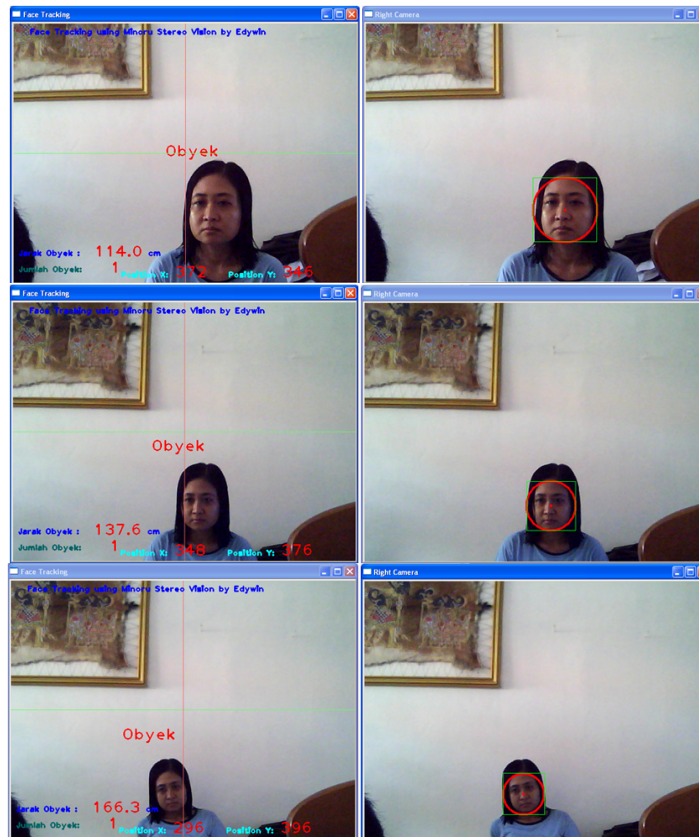 Face Tracking
Right Camera
Face Tracking using Minoru Stereo Vision by Edywin
Obyek
Jarak Obyek : 114.0 cm
Jumlah Obyek: 1 Position X: 372 Position Y: 346
Face Tracking
Right Camera
Face Tracking using Minoru Stereo Vision by Edywin
Obyek
Jarak Obyek : 137.6 cm
Jumlah Obyek: 1 Position X: 348 Position Y: 376
Face Tracking
Right Camera
Face Tracking using Minoru Stereo Vision by Edywin
Obyek
Jarak Obyek : 166.3 cm
Jumlah Obyek: 1 Position X: 296 Position Y: 396